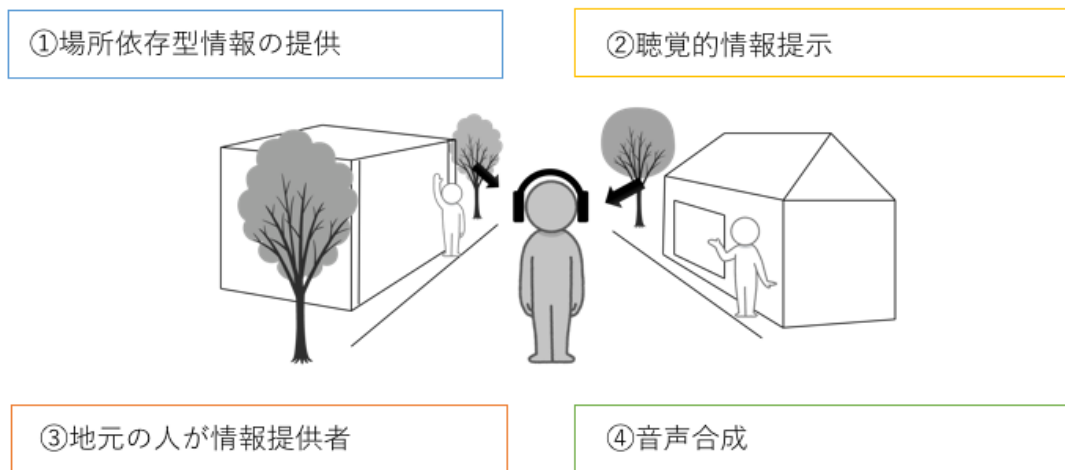 ①場所依存型情報の提供
②聴覚的情報提示
③地元の人が情報提供者
④音声合成